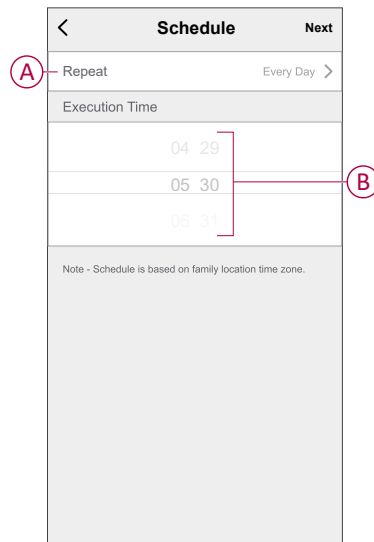 Schedule Next
A Repeat Every Day
Execution Time
04 29
05 30
06 31
B
Note - Schedule is based on family location time zone.